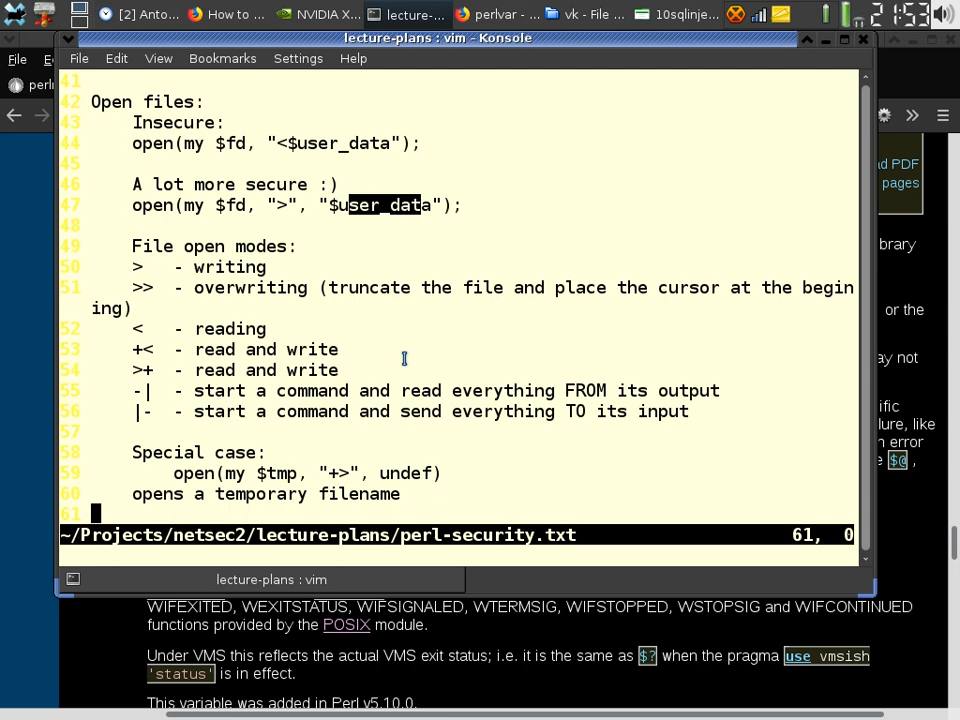 [2] Anto...
How to ...
NVIDIA X...
lecture-...
perlvar - ...
vk - File ...
10sqlinje...
21:53
lecture-plans : vim - Konsole
File
File Edit View Bookmarks Settings Help
41
42 Open files:
43 Insecure:
44 open(my $fd, "<$user_data");
45
46 A lot more secure :)
47 open(my $fd, ">", "$user_data");
48
49 File open modes:
50 > - writing
51 >> - overwriting (truncate the file and place the cursor at the begin
ing)
52 < - reading
53 +< - read and write
54 >+ - read and write
55 -| - start a command and read everything FROM its output
56 |- - start a command and send everything TO its input
57
58 Special case:
59 open(my $tmp, "+>", undef)
60 opens a temporary filename
61
~/Projects/netsec2/lecture-plans/perl-security.txt 61, 0
lecture-plans : vim
PDF
pages
or the
not
like
error
$@ ,
WIFEXITED, WEXITSTATUS, WIFSIGNALED, WTERMSIG, WIFSTOPPED, WSTOPSIG and WIFCONTINUED
functions provided by the POSIX module.
Under VMS this reflects the actual VMS exit status; i.e. it is the same as $? when the pragma use vmsish
'status' is in effect.
This variable was added in Perl v5.10.0.